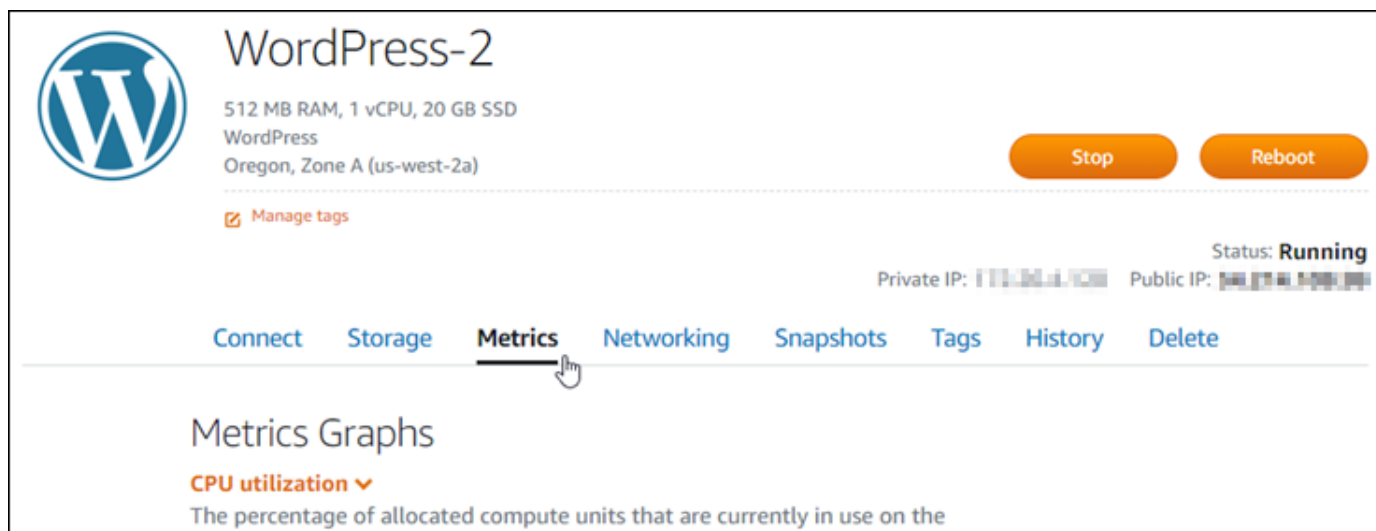 WordPress-2
512 MB RAM, 1 vCPU, 20 GB SSD
WordPress
Oregon, Zone A (us-west-2a)
Stop Reboot
Manage tags
Status: Running
Private IP: Public IP:
Connect Storage Metrics Networking Snapshots Tags History Delete
Metrics Graphs
CPU utilization
The percentage of allocated compute units that are currently in use on the